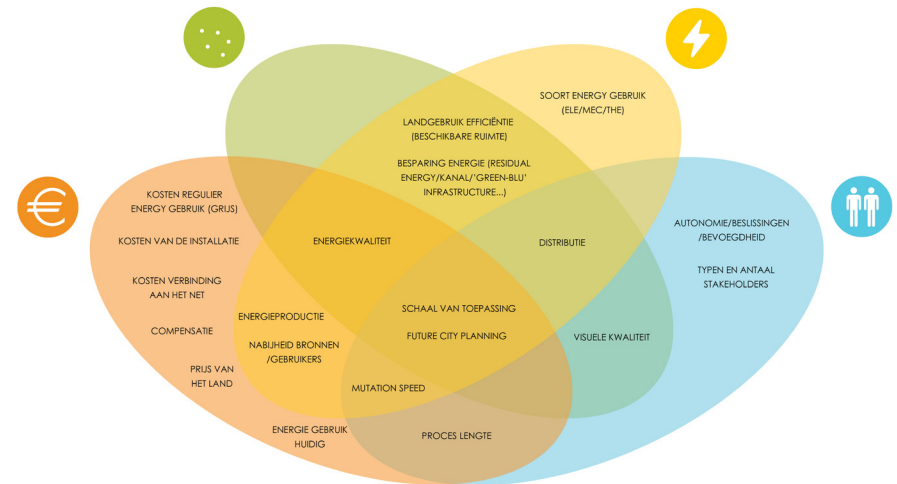 SOORT ENERGY GEBRUIK
(ELE/MEC/THE)
LANDGEBRUIK EFFICIËNTIE
(BESCHIKBARE RUIMTE)
BESPARING ENERGIE (RESIDUAL
ENERGY/KANAL/'GREEN-BLU'
INFRASTRUCTURE...)
KOSTEN REGULIER
ENERGY GEBRUIK (GRIJS)
KOSTEN VAN DE INSTALLATIE
KOSTEN VERBINDING
AAN HET NET
COMPENSATIE
PRIJS VAN
HET LAND
ENERGIE GEBRUIK
HUIDIG
ENERGIEKWALITEIT
ENERGIEPRODUCTIE
NABIJHEID BRONNEN
/GEBRUIKERS
DISTRIBUTIE
SCHAAL VAN TOEPASSING
FUTURE CITY PLANNING
MUTATION SPEED
PROCES LENGTE
VISUELE KWALITEIT
AUTONOMIE/BESLISSINGEN
/BEVOEGDHEID
TYPEN EN ANTAAL
STAKEHOLDERS
€